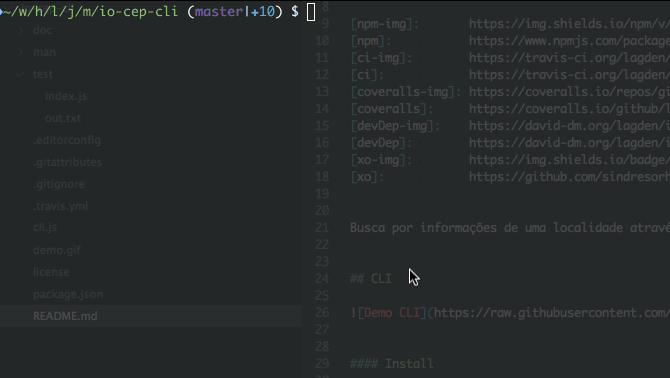 ~/w/h/l/j/m/io-cep-cli (master|+10) $
doc
man
test
index.js
out.txt
.editorconfig
.gitattributes
.gitignore
.travis.yml
cli.js
demo.gif
license
package.json
README.md
8
9 [npm-img]: https://img.shields.io/npm/v/
10 [npm]: https://www.npmjs.com/package
11 [ci-img]: https://travis-ci.org/lagden/
12 [ci]: https://travis-ci.org/lagden/
13 [coveralls-img]: https://coveralls.io/repos/gi
14 [coveralls]: https://coveralls.io/github/l
15 [devDep-img]: https://david-dm.org/lagden/i
16 [devDep]: https://david-dm.org/lagden/i
17 [xo-img]: https://img.shields.io/badge/
18 [xo]: https://github.com/sindresorh
19
20
21 Busca por informações de uma localidade atravé
22
23
24 ## CLI
25
26 ![Demo CLI](https://raw.githubusercontent.com/
27
28
29 #### Install